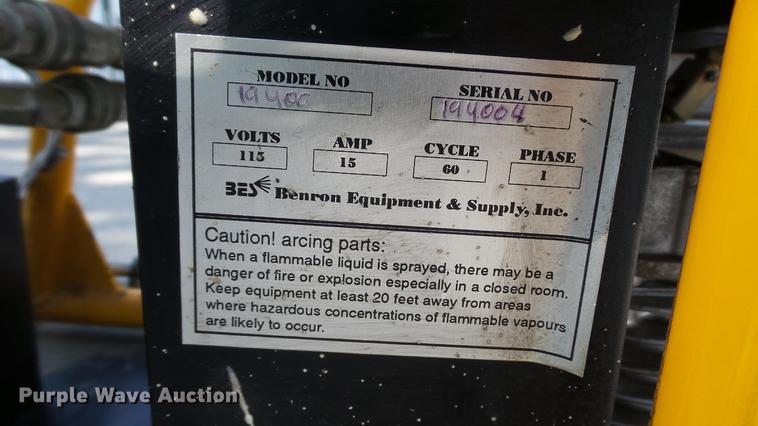 MODEL NO
19400
SERIAL NO
194004
VOLTS
115
AMP
15
CYCLE
60
PHASE
1
BES Benron Equipment & Supply, Inc.
Caution! arcing parts:
When a flammable liquid is sprayed, there may be a
danger of fire or explosion especially in a closed room.
Keep equipment at least 20 feet away from areas
where hazardous concentrations of flammable vapours
are likely to occur.
Purple Wave Auction